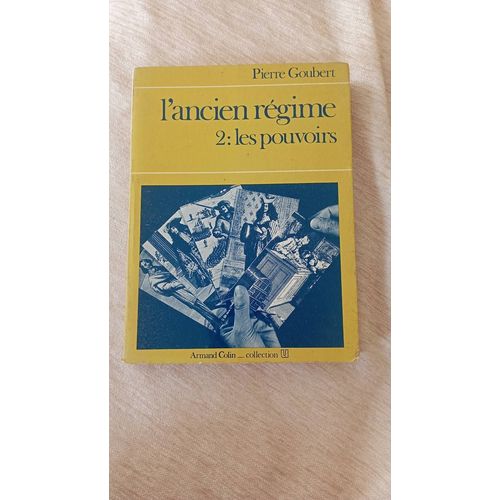 Pierre Goubert
l'ancien régime
2: les pouvoirs
Armand Colin _ collection U